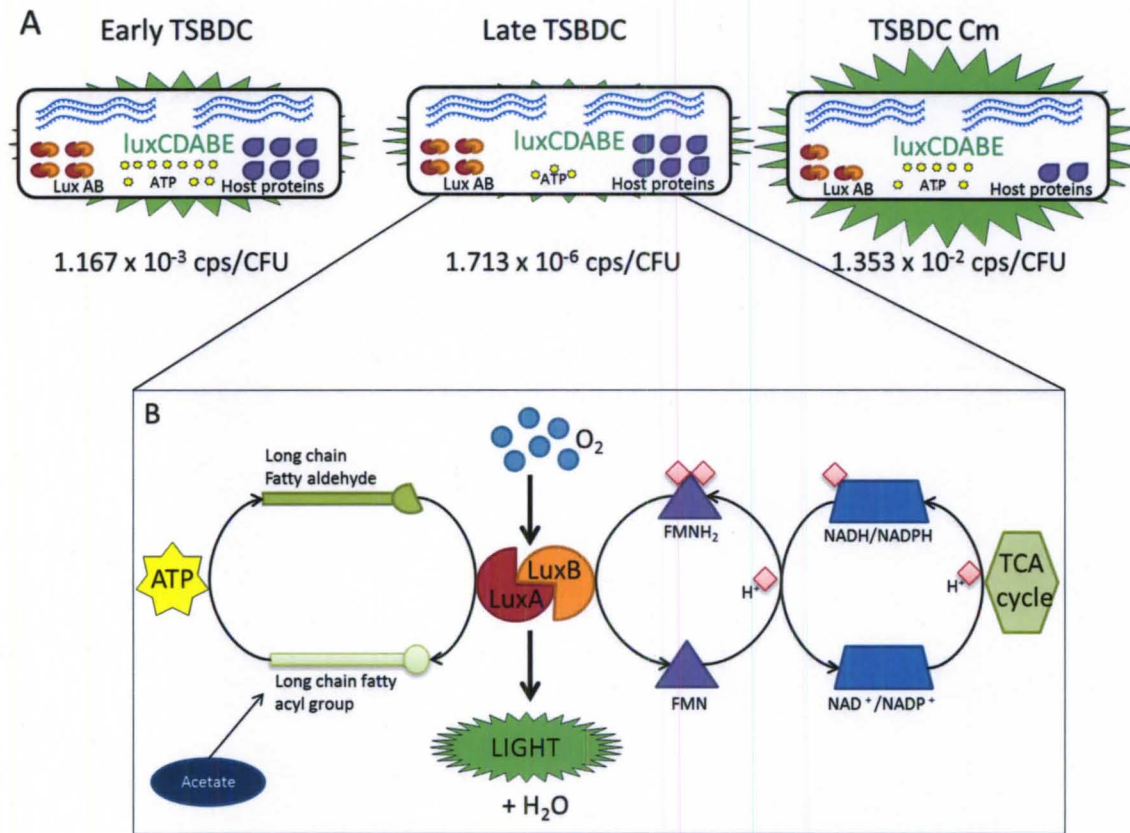 A
Early TSBDC
Late TSBDC
TSBDC Cm
luxCDABE
Lux AB
ATP
Host proteins
luxCDABE
Lux AB
ATP
Host proteins
luxCDABE
Lux AB
ATP
Host proteins
1.167 x 10⁻³ cps/CFU
1.713 x 10⁻⁶ cps/CFU
1.353 x 10⁻² cps/CFU
B
O₂
Long chain
Fatty aldehyde
FMNH₂
NADH/NADPH
ATP
LuxB
LuxA
H⁺
H⁺
TCA
cycle
Long chain fatty
acyl group
FMN
NAD⁺/NADP⁺
LIGHT
Acetate
+ H₂O